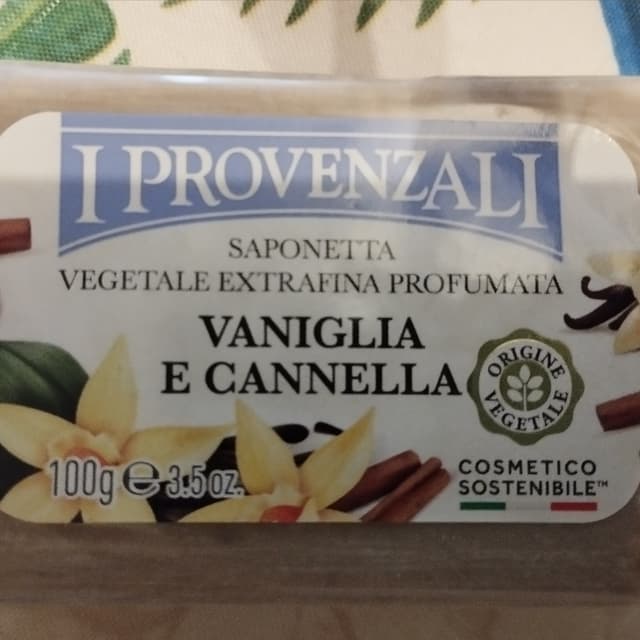 I PROVENZALI
SAPONETTA
VEGETALE EXTRAFINA PROFUMATA
VANIGLIA
E CANNELLA
ORIGINE
VEGETALE
100g ℮ 3.5 oz.
COSMETICO
SOSTENIBILE™